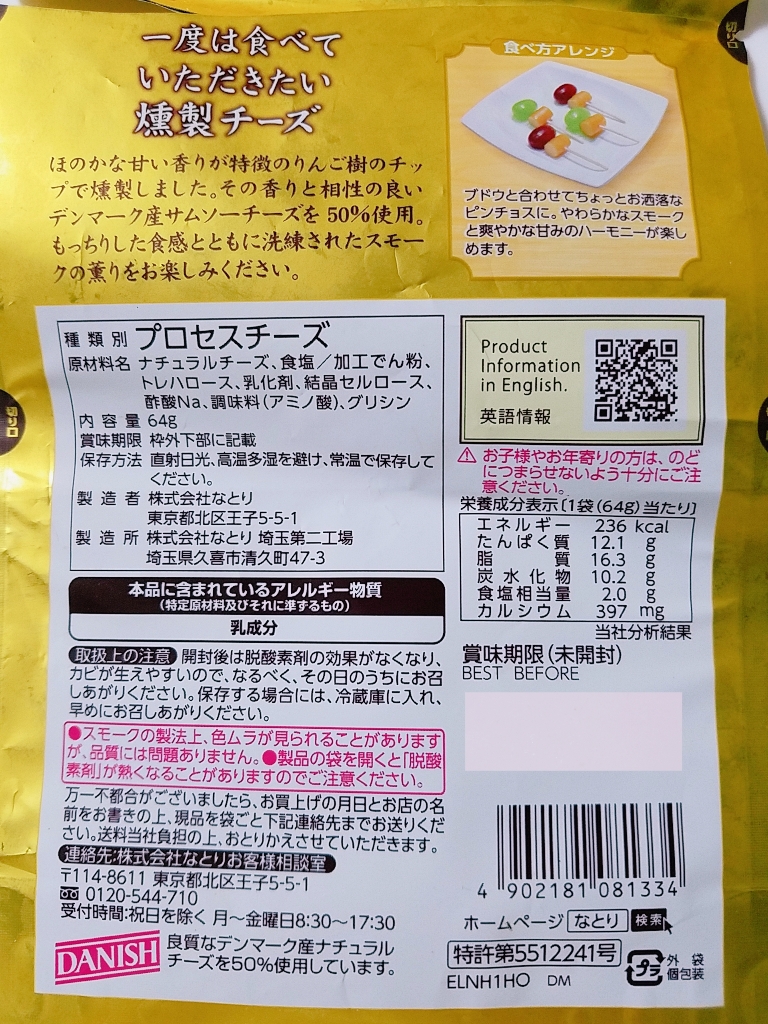 一度は食べて
いただきたい
燻製チーズ
ほのかな甘い香りが特徴のりんご樹のチッ
プで燻製しました。その香りと相性の良い
デンマーク産サムソーチーズを50%使用。
もっちりした食感とともに洗練されたスモー
クの薫りをお楽しみください。
切り口
食べ方アレンジ
ブドウと合わせてちょっとお洒落な
ピンチョスに。やわらかなスモーク
と爽やかな甘みのハーモニーが楽し
めます。
種類別 プロセスチーズ
原材料名 ナチュラルチーズ、食塩／加工でん粉、
トレハロース、乳化剤、結晶セルロース、
酢酸Na、調味料(アミノ酸)、グリシン
内容量 64g
賞味期限 枠外下部に記載
保存方法 直射日光、高温多湿を避け、常温で保存して
ください。
製造者 株式会社なとり
東京都北区王子5-5-1
製造所 株式会社なとり 埼玉第二工場
埼玉県久喜市清久町47-3
切り口
本品に含まれているアレルギー物質
(特定原材料及びそれに準ずるもの)
乳成分
取扱上の注意 開封後は脱酸素剤の効果がなくなり、
カビが生えやすいので、なるべく、その日のうちにお召
しあがりください。保存する場合には、冷蔵庫に入れ、
早めにお召しあがりください。
●スモークの製法上、色ムラが見られることがあります
が、品質には問題ありません。●製品の袋を開くと「脱酸
素剤」が熱くなることがありますのでご注意ください。
万一不都合がございましたら、お買上げの月日とお店の名
前をお書きの上、現品を袋ごと下記連絡先までお送りくだ
さい。送料当社負担の上、おとりかえさせていただきます。
連絡先:株式会社なとりお客様相談室
〒114-8611 東京都北区王子5-5-1
0120-544-710
受付時間:祝日を除く 月〜金曜日8:30〜17:30
DANISH 良質なデンマーク産ナチュラル
チーズを50%使用しています。
Product
Information
in English.
英語情報
⚠お子様やお年寄りの方は、のど
につまらせないよう十分にご注
意ください。
栄養成分表示〔1袋(64g)当たり〕
エネルギー 236 kcal
たんぱく質 12.1 g
脂質 16.3 g
炭水化物 10.2 g
食塩相当量 2.0 g
カルシウム 397 mg
当社分析結果
賞味期限(未開封)
BEST BEFORE
4 902181 081334
ホームページ なとり 検索
特許第5512241号
ELNH1HO DM
プラ 外袋
個包装